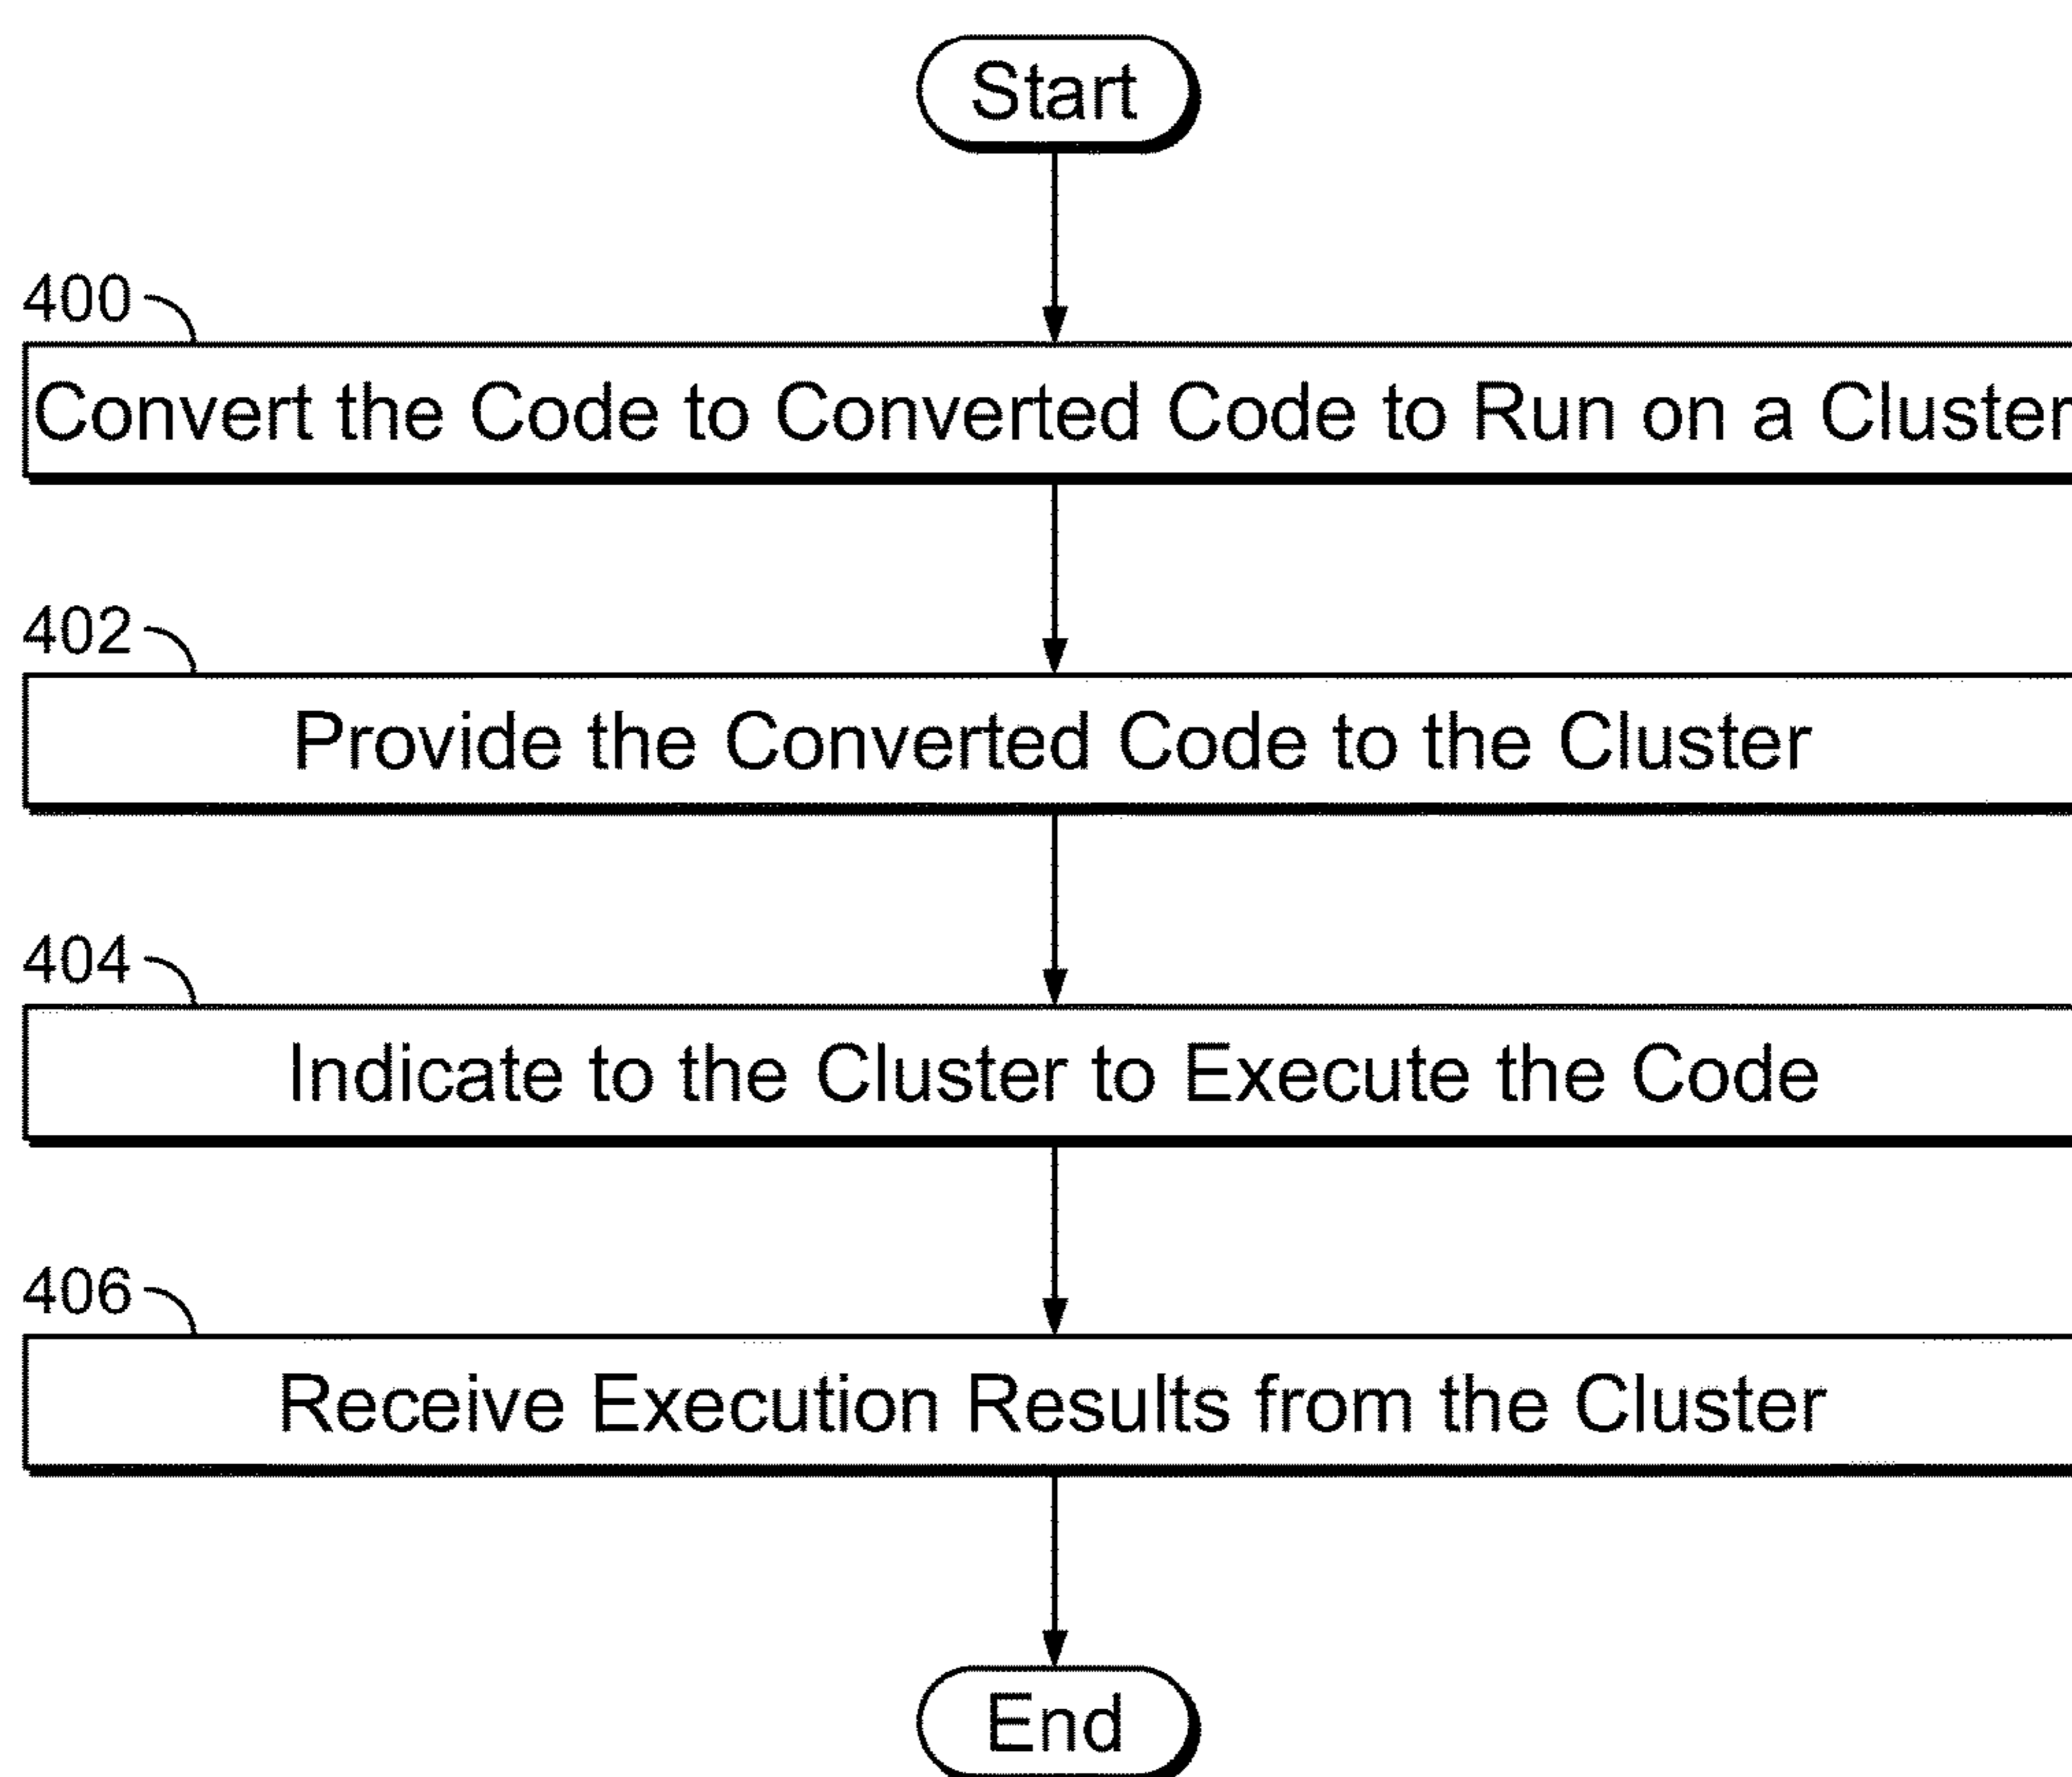 Start
400
Convert the Code to Converted Code to Run on a Cluster
402
Provide the Converted Code to the Cluster
404
Indicate to the Cluster to Execute the Code
406
Receive Execution Results from the Cluster
End